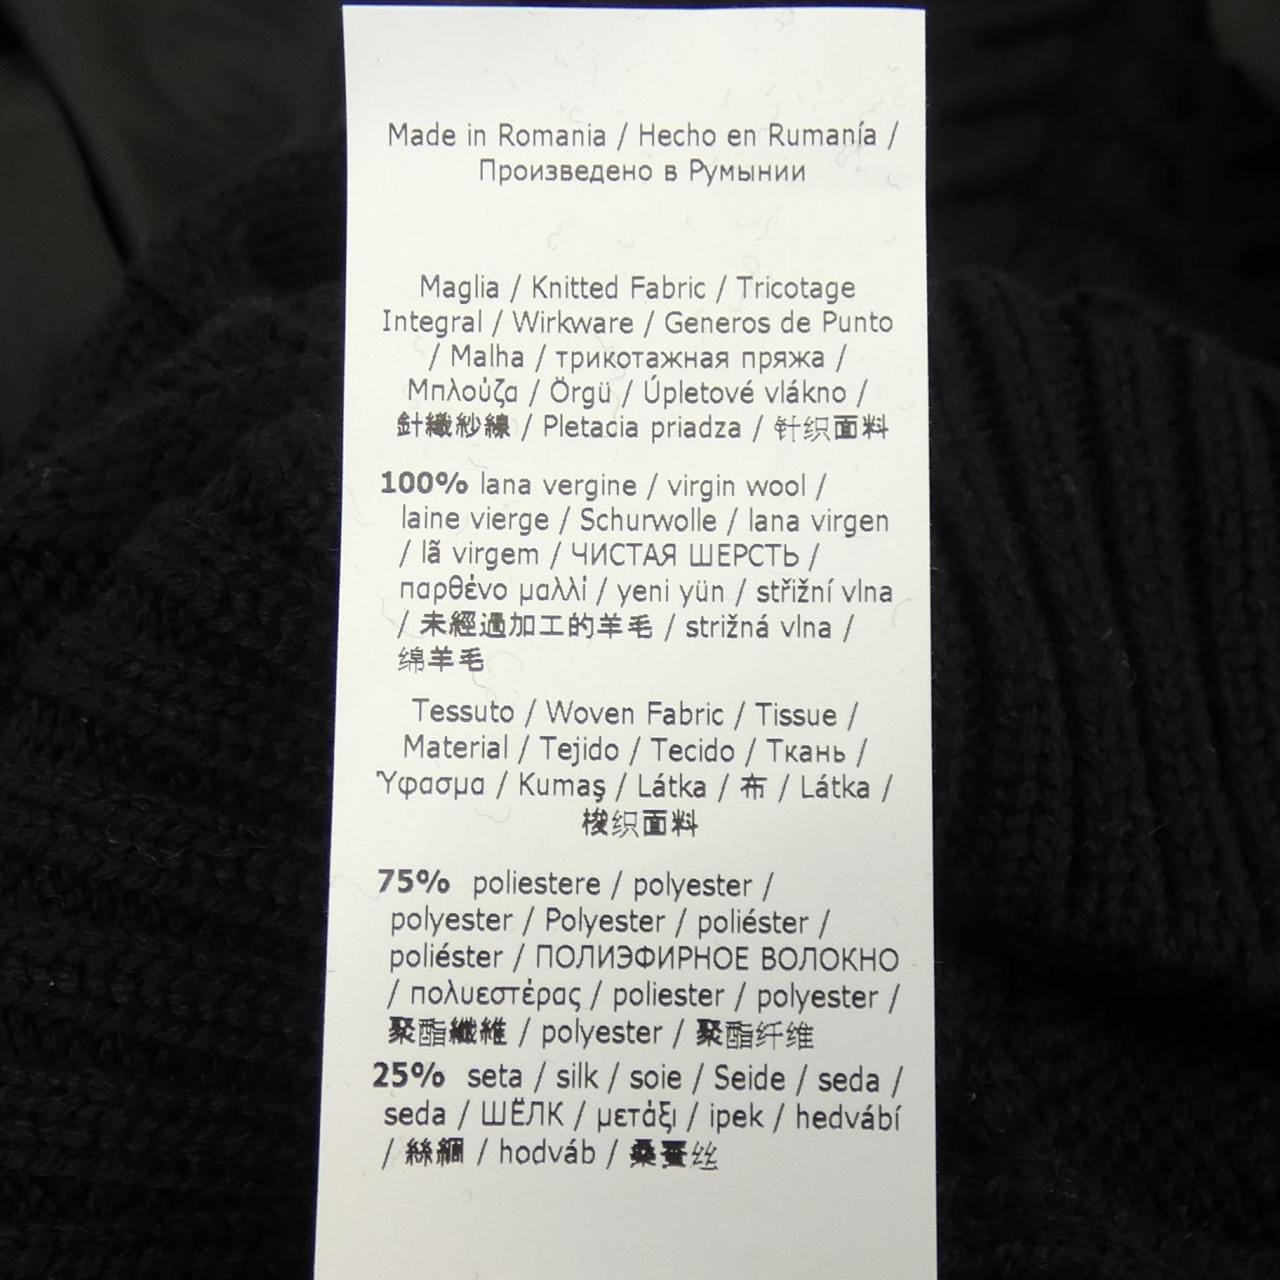 Made in Romania / Hecho en Rumanía /
Произведено в Румынии
Maglia / Knitted Fabric / Tricotage
Integral / Wirkware / Generos de Punto
/ Malha / трикотажная пряжа /
Μπλούζα / Örgü / Úpletové vlákno /
針織紗線 / Pletacia priadza / 针织面料
100% lana vergine / virgin wool /
laine vierge / Schurwolle / lana virgen
/ lã virgem / ЧИСТАЯ ШЕРСТЬ /
παρθένο μαλλί / yeni yün / střižní vlna
/ 未經過加工的羊毛 / strižná vlna /
绵羊毛
Tessuto / Woven Fabric / Tissue /
Material / Tejido / Tecido / Ткань /
Ύφασμα / Kumaş / Látka / 布 / Látka /
梭织面料
75% poliestere / polyester /
polyester / Polyester / poliéster /
poliéster / ПОЛИЭФИРНОЕ ВОЛОКНО
/ πολυεστέρας / poliester / polyester /
聚酯纖維 / polyester / 聚酯纤维
25% seta / silk / soie / Seide / seda /
seda / ШЁЛК / μετάξι / ipek / hedvábí
/ 絲綢 / hodváb / 桑蚕丝